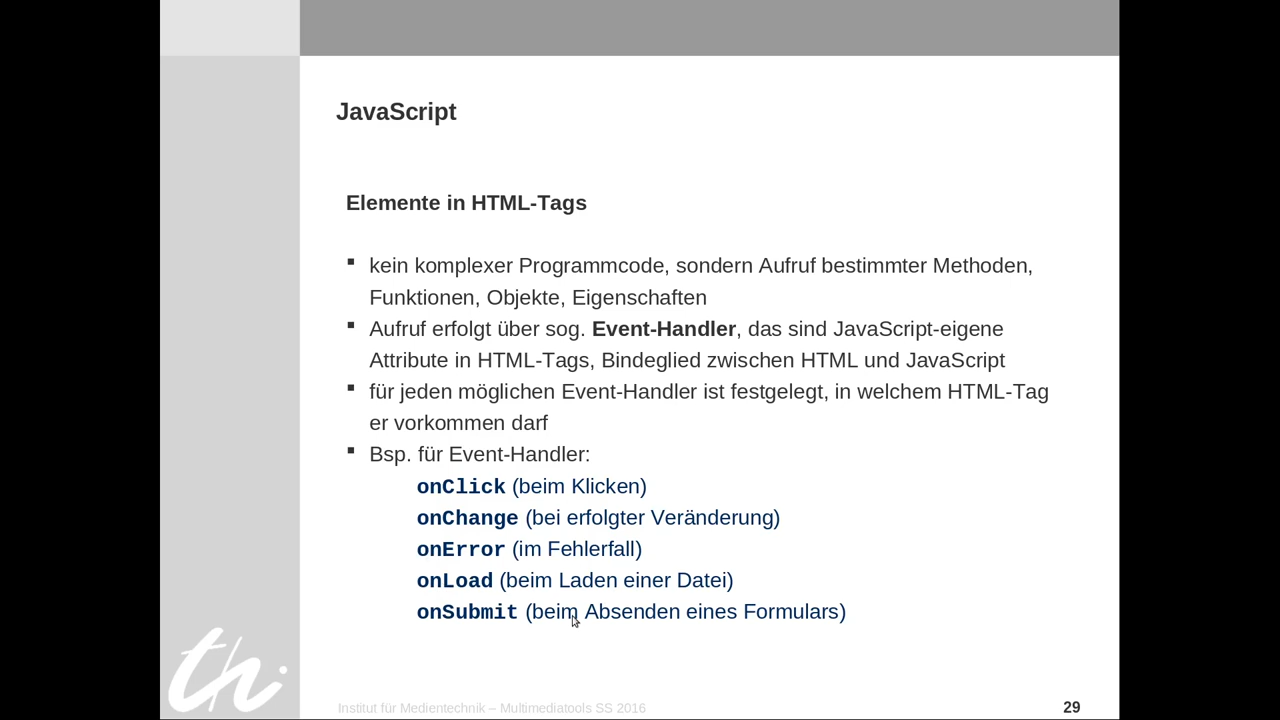 JavaScript
Elemente in HTML-Tags
kein komplexer Programmcode, sondern Aufruf bestimmter Methoden,
Funktionen, Objekte, Eigenschaften
Aufruf erfolgt über sog. Event-Handler, das sind JavaScript-eigene
Attribute in HTML-Tags, Bindeglied zwischen HTML und JavaScript
für jeden möglichen Event-Handler ist festgelegt, in welchem HTML-Tag
er vorkommen darf
Bsp. für Event-Handler:
onClick (beim Klicken)
onChange (bei erfolgter Veränderung)
onError (im Fehlerfall)
onLoad (beim Laden einer Datei)
onSubmit (beim Absenden eines Formulars)
th
Institut für Medientechnik – Multimediatools SS 2016
29